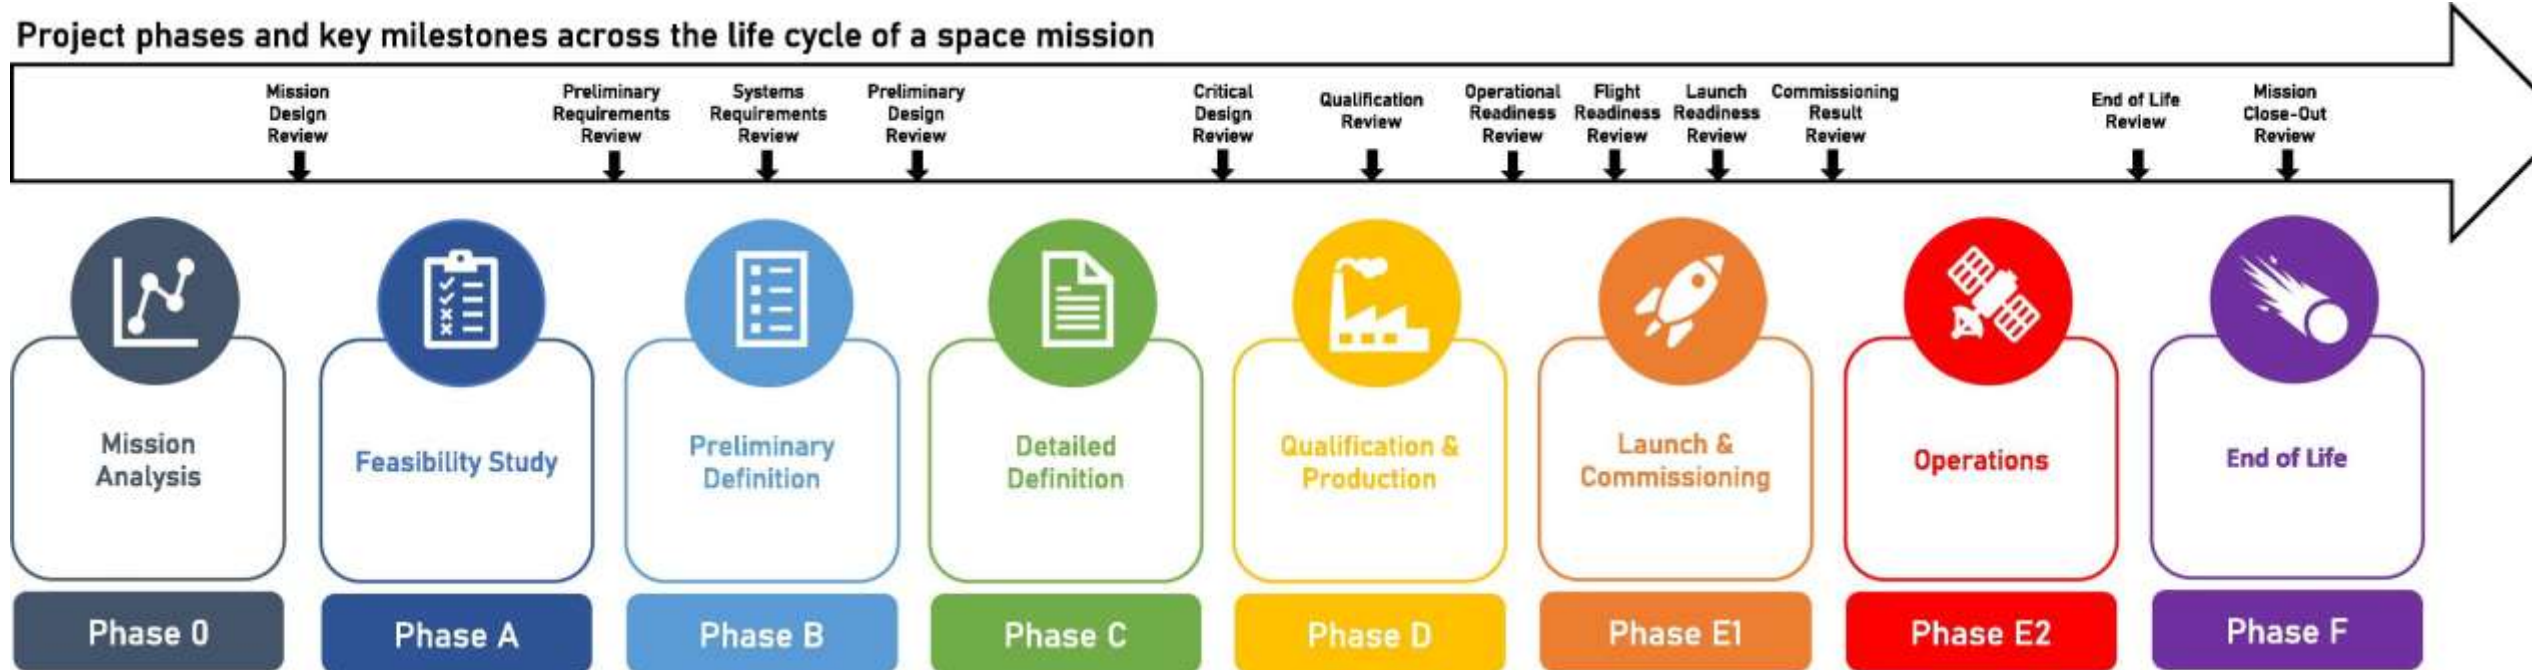 Project phases and key milestones across the life cycle of a space mission
Mission
Design
Review
Preliminary
Requirements
Review
Systems
Requirements
Review
Preliminary
Design
Review
Critical
Design
Review
Qualification
Review
Operational
Readiness
Review
Flight
Readiness
Review
Launch
Readiness
Review
Commissioning
Result
Review
End of Life
Review
Mission
Close-Out
Review
Mission
Analysis
Feasibility Study
Preliminary
Definition
Detailed
Definition
Qualification &
Production
Launch &
Commissioning
Operations
End of Life
Phase 0
Phase A
Phase B
Phase C
Phase D
Phase E1
Phase E2
Phase F